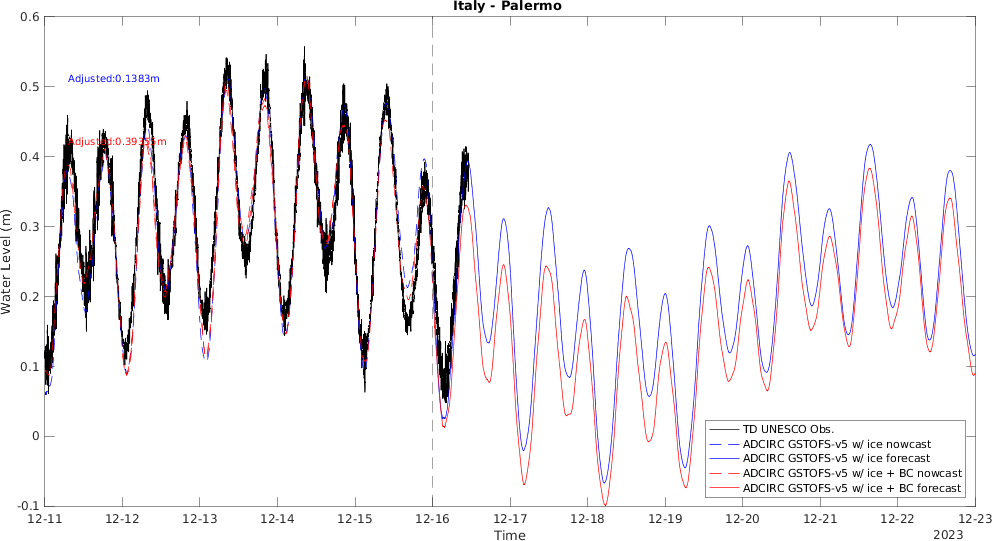 Italy - Palermo
0.6
0.5
0.4
0.3
0.2
0.1
0
-0.1
Water Level (m)
Adjusted:0.1383m
12-11
12-12
12-13
12-14
12-15
12-16
12-17
12-18
12-19
12-20
12-21
12-22
12-23
Time
2023
TD UNESCO Obs.
ADCIRC GSTOFS-v5 w/ ice nowcast
ADCIRC GSTOFS-v5 w/ ice forecast
ADCIRC GSTOFS-v5 w/ ice + BC nowcast
ADCIRC GSTOFS-v5 w/ ice + BC forecast